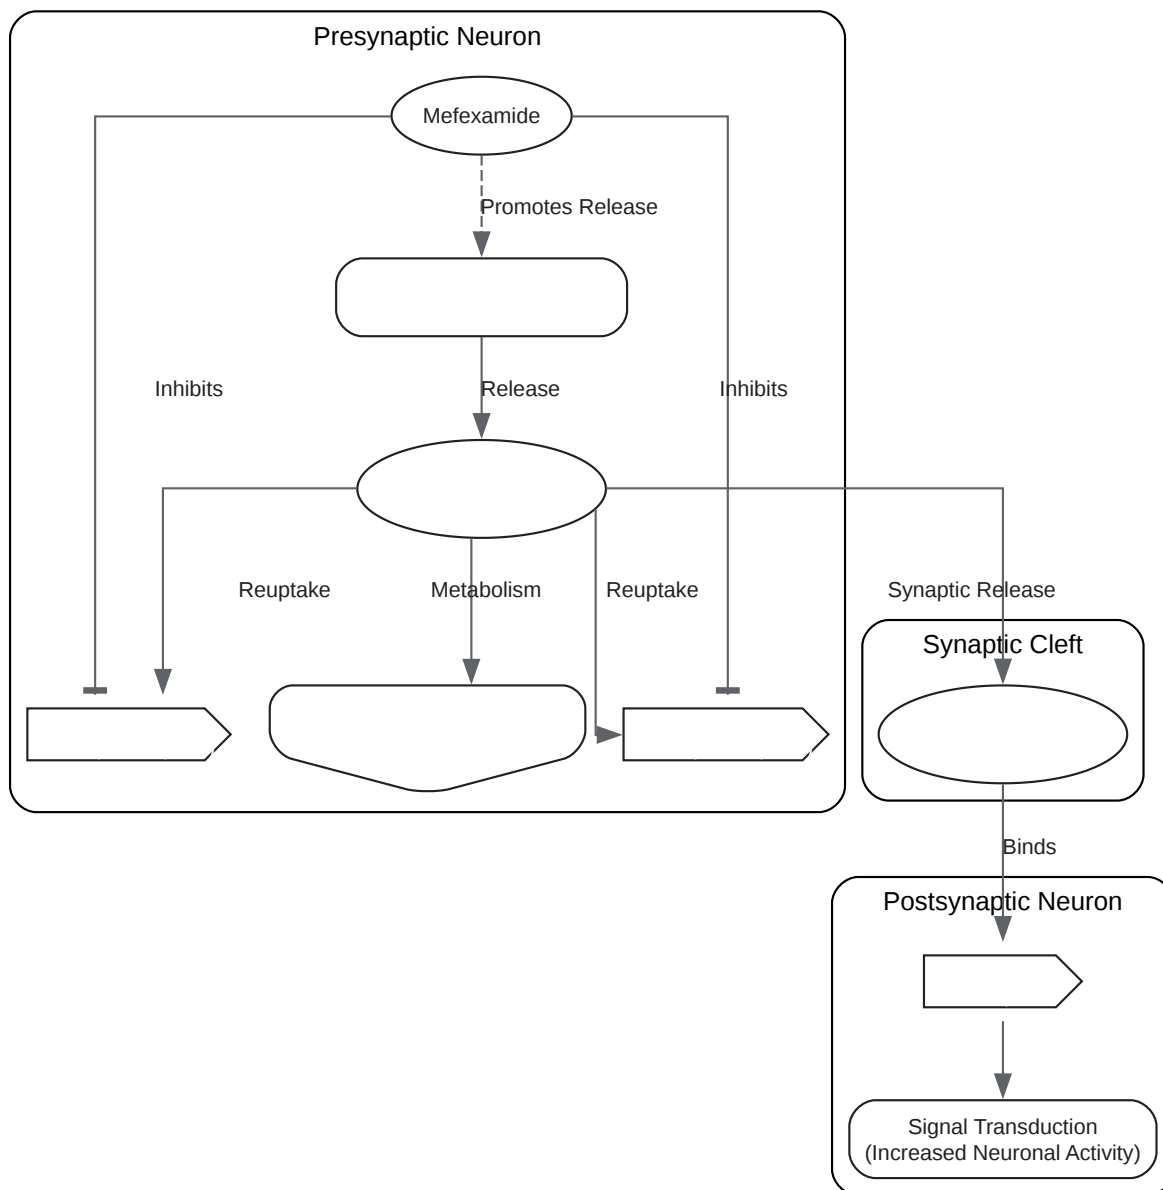 Presynaptic Neuron
Mefexamide
Promotes Release
Inhibits
Release
Inhibits
Reuptake
Metabolism
Reuptake
Synaptic Release
Synaptic Cleft
Binds
Postsynaptic Neuron
Signal Transduction
(Increased Neuronal Activity)